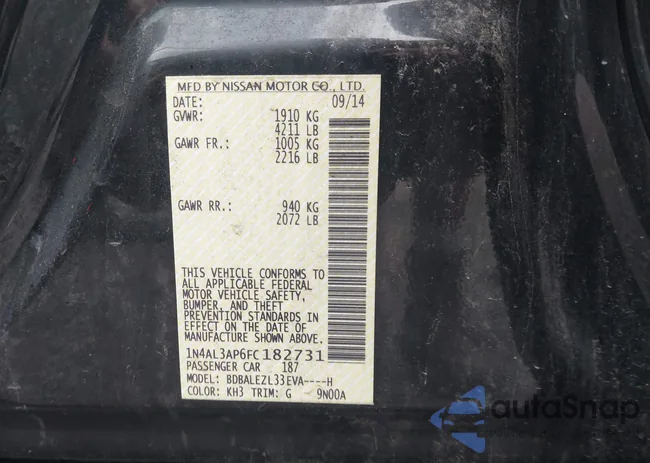 MFD BY NISSAN MOTOR CO., LTD.
DATE: 09/14
GVWR: 1910 KG
4211 LB
GAWR FR.: 1005 KG
2216 LB
GAWR RR.: 940 KG
2072 LB
THIS VEHICLE CONFORMS TO
ALL APPLICABLE FEDERAL
MOTOR VEHICLE SAFETY,
BUMPER, AND THEFT
PREVENTION STANDARDS IN
EFFECT ON THE DATE OF
MANUFACTURE SHOWN ABOVE.
1N4AL3AP6FC182731
PASSENGER CAR 187
MODEL: BDBALEZL33EVA----H
COLOR: KH3 TRIM: G 9N00A
autaSnap